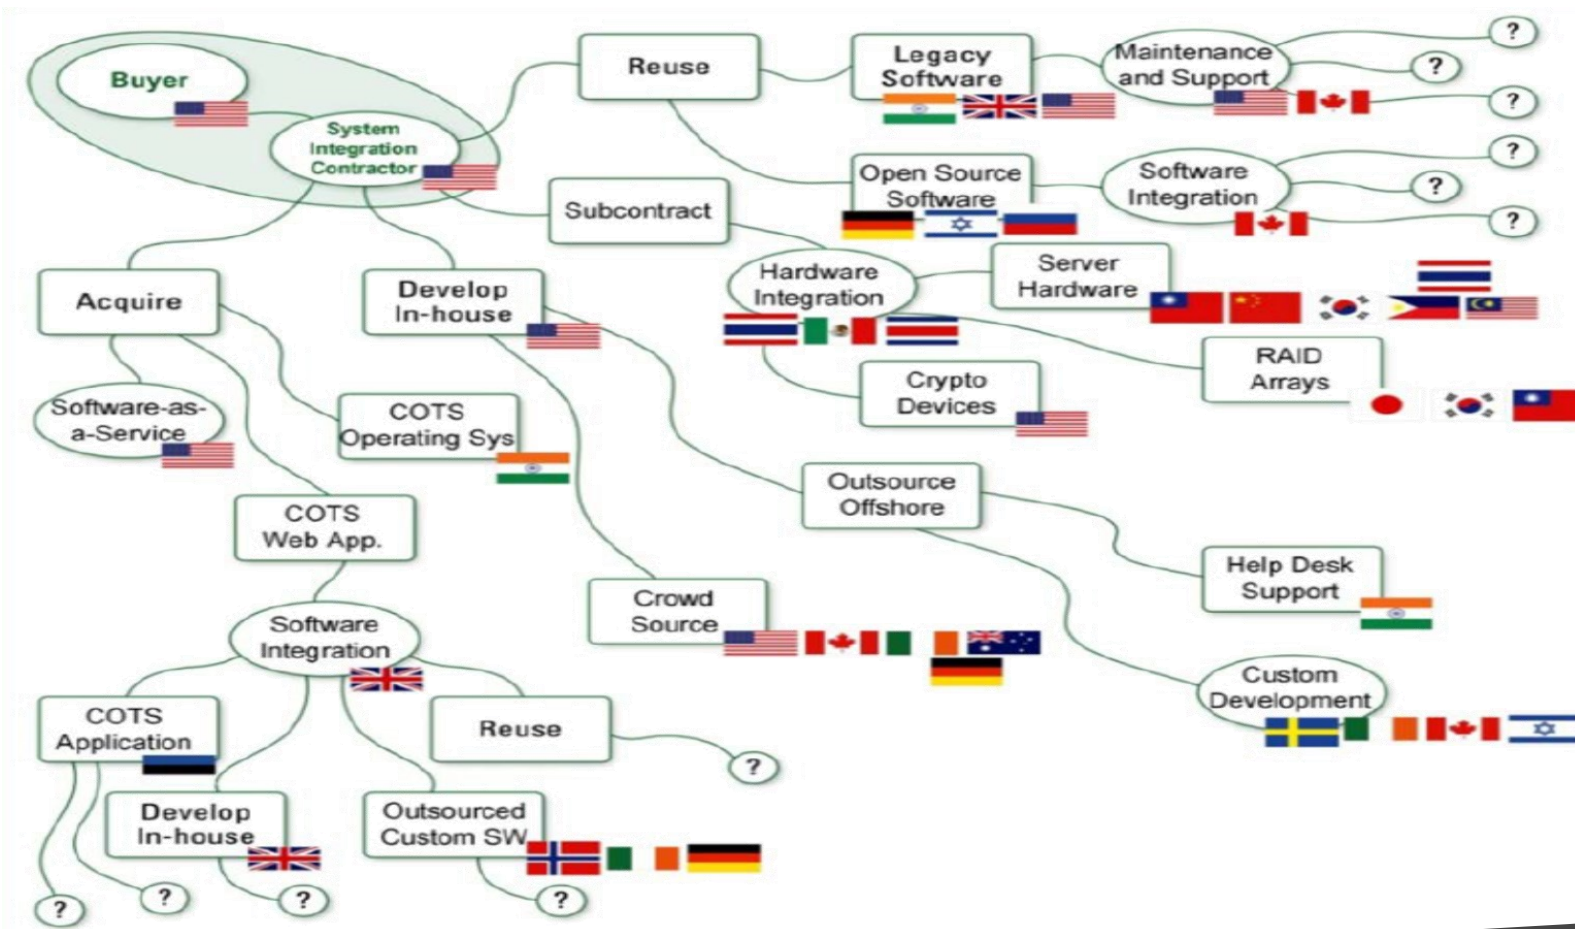 Buyer
System
Integration
Contractor
Reuse
Legacy
Software
Maintenance
and Support
?
?
?
Open Source
Software
Software
Integration
?
?
?
Subcontract
Hardware
Integration
Server
Hardware
RAID
Arrays
Crypto
Devices
Acquire
Develop
In-house
Software-as-
a-Service
COTS
Operating Sys
COTS
Web App.
Outsource
Offshore
Help Desk
Support
Custom
Development
Crowd
Source
Software
Integration
COTS
Application
Reuse
?
Develop
In-house
Outsourced
Custom SW
?
?
?
?